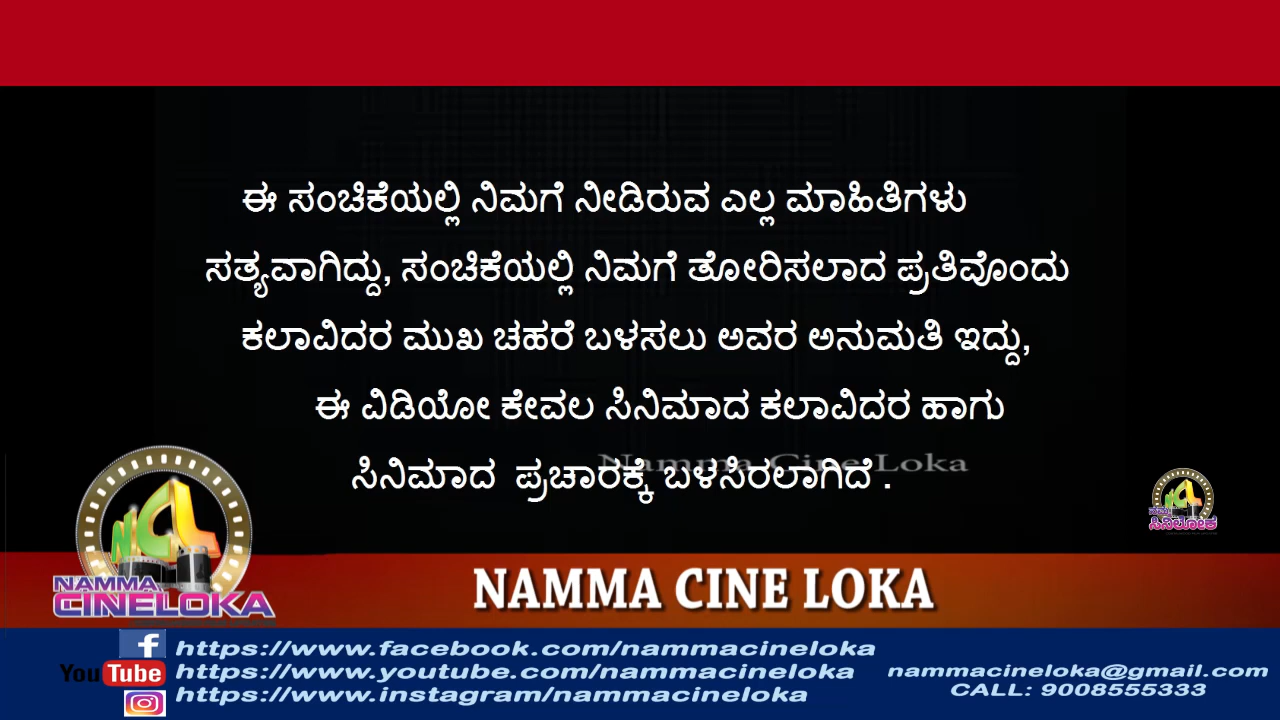 ಈ ಸಂಚಿಕೆಯಲ್ಲಿ ನಿಮಗೆ ನೀಡಿರುವ ಎಲ್ಲ ಮಾಹಿತಿಗಳು
ಸತ್ಯವಾಗಿದ್ದು, ಸಂಚಿಕೆಯಲ್ಲಿ ನಿಮಗೆ ತೋರಿಸಲಾದ ಪ್ರತಿವೊಂದು
ಕಲಾವಿದರ ಮುಖ ಚಹರೆ ಬಳಸಲು ಅವರ ಅನುಮತಿ ಇದ್ದು,
ಈ ವಿಡಿಯೋ ಕೇವಲ ಸಿನಿಮಾದ ಕಲಾವಿದರ ಹಾಗು
Namma Cine Loka
ಸಿನಿಮಾದ ಪ್ರಚಾರಕ್ಕೆ ಬಳಸಿರಲಾಗಿದೆ .
NCL
NAMMA
CINELOKA
ನಮ್ಮ
ಸಿನಿಲೋಕ
NAMMA CINE LOKA
f https://www.facebook.com/nammacineloka
YouTube https://www.youtube.com/nammacineloka
https://www.instagram/nammacineloka
nammacineloka@gmail.com
CALL: 9008555333